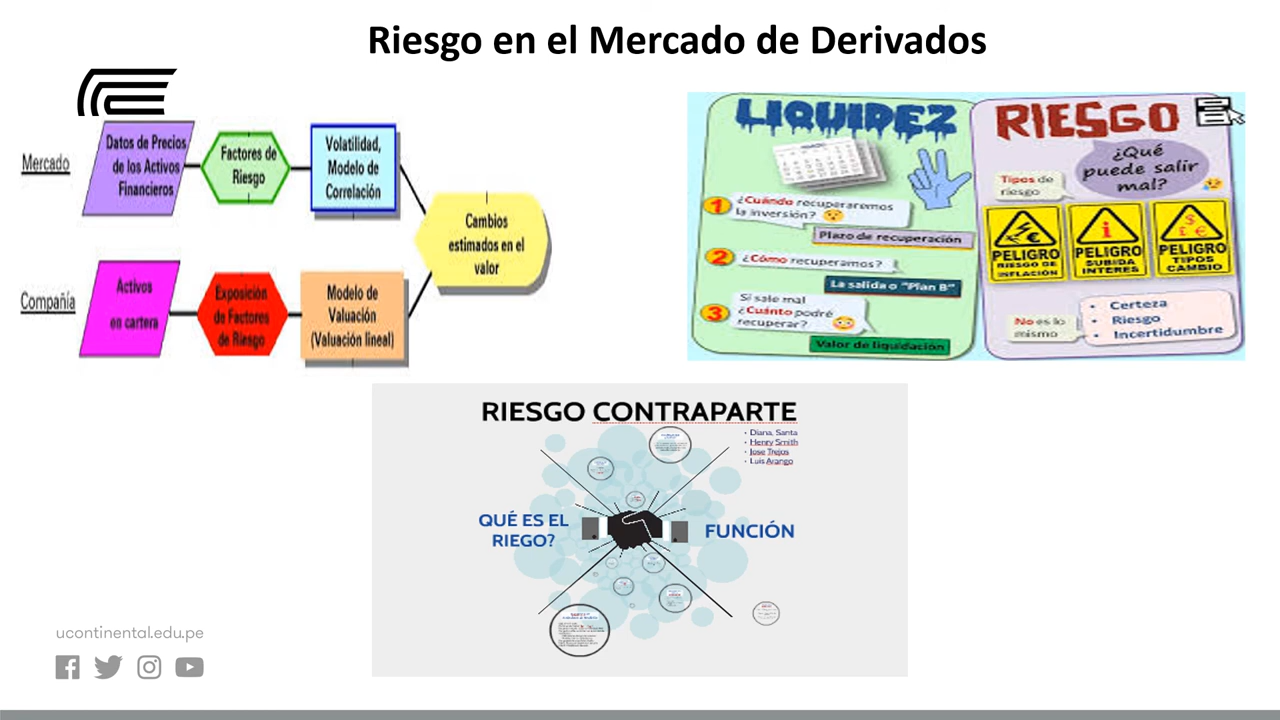 Riesgo en el Mercado de Derivados
Mercado
Datos de Precios
de los Activos
Financieros
Factores de
Riesgo
Volatilidad,
Modelo de
Correlación
Cambios
estimados en el
valor
Compañía
Activos
en cartera
Exposición
de Factores
de Riesgo
Modelo de
Valuación
(Valuación lineal)
LIQUIDEZ
1
¿Cuándo recuperaremos
la inversión?
Plazo de recuperación
2
¿Cómo recuperamos?
La salida o "Plan B"
3
Si sale mal
¿Cuánto podré
recuperar?
Valor de liquidación
RIESGO
¿Qué
puede salir
mal?
Tipos de
riesgo
PELIGRO
RIESGO DE
INFLACIÓN
PELIGRO
SUBIDA
INTERES
PELIGRO
TIPOS
CAMBIO
No es lo
mismo
• Certeza
• Riesgo
• Incertidumbre
RIESGO CONTRAPARTE
• Diana, Santa
• Henry Smith
• Jose Trejos
• Luis Arango
QUÉ ES EL
RIEGO?
FUNCIÓN
ucontinental.edu.pe